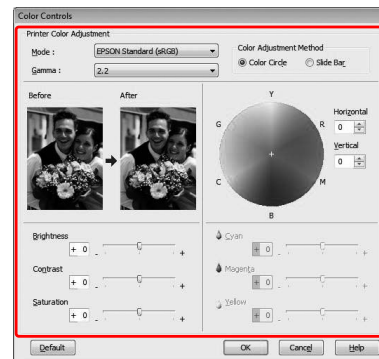 Color Controls
Printer Color Adjustment
Mode : EPSON Standard (sRGB)
Gamma : 2.2
Color Adjustment Method
Color Circle Slide Bar
Before After
Y
G R
C M
B
Horizontal
0
Vertical
0
Brightness
+ 0 - +
Contrast
+ 0 - +
Saturation
+ 0 - +
Cyan
+ 0 - +
Magenta
+ 0 - +
Yellow
+ 0 - +
Default OK Cancel Help